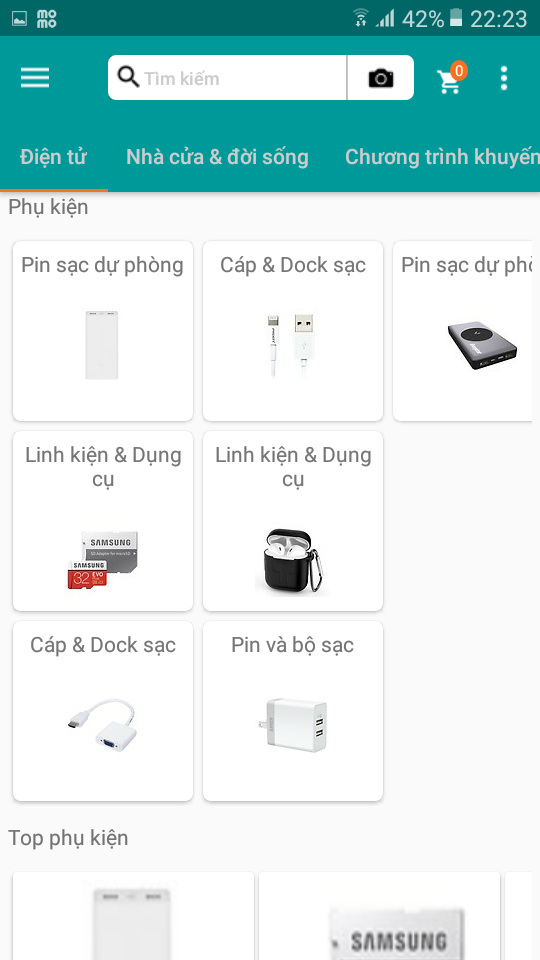 mo
mo
42% 22:23
Tìm kiếm
0
Điện tử
Nhà cửa & đời sống
Chương trình khuyến
Phụ kiện
Pin sạc dự phòng
Cáp & Dock sạc
Pin sạc dự phò
Linh kiện & Dụng
cụ
Linh kiện & Dụng
cụ
SAMSUNG
SAMSUNG
32 EVO
Cáp & Dock sạc
Pin và bộ sạc
Top phụ kiện
SAMSUNG